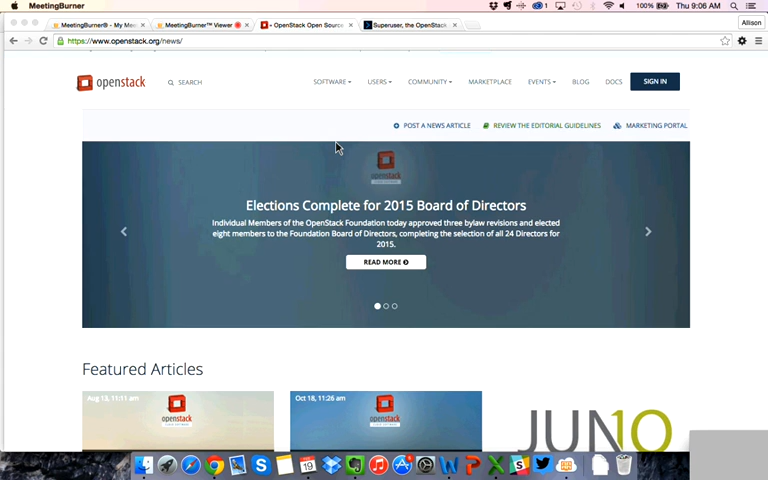 MeetingBurner
100%
Thu 9:06 AM
MeetingBurner® - My Mee
MeetingBurner™ Viewer
OpenStack Open Source
Superuser, the OpenStack
Allison
https://www.openstack.org/news/
openstack
SEARCH
SOFTWARE
USERS
COMMUNITY
MARKETPLACE
EVENTS
BLOG
DOCS
SIGN IN
POST A NEWS ARTICLE
REVIEW THE EDITORIAL GUIDELINES
MARKETING PORTAL
openstack
Elections Complete for 2015 Board of Directors
Individual Members of the OpenStack Foundation today approved three bylaw revisions and elected
eight members to the Foundation Board of Directors, completing the selection of all 24 Directors for
2015.
READ MORE
Featured Articles
Aug 13, 11:11 am
openstack
Oct 18, 11:26 am
openstack
JUNO
19